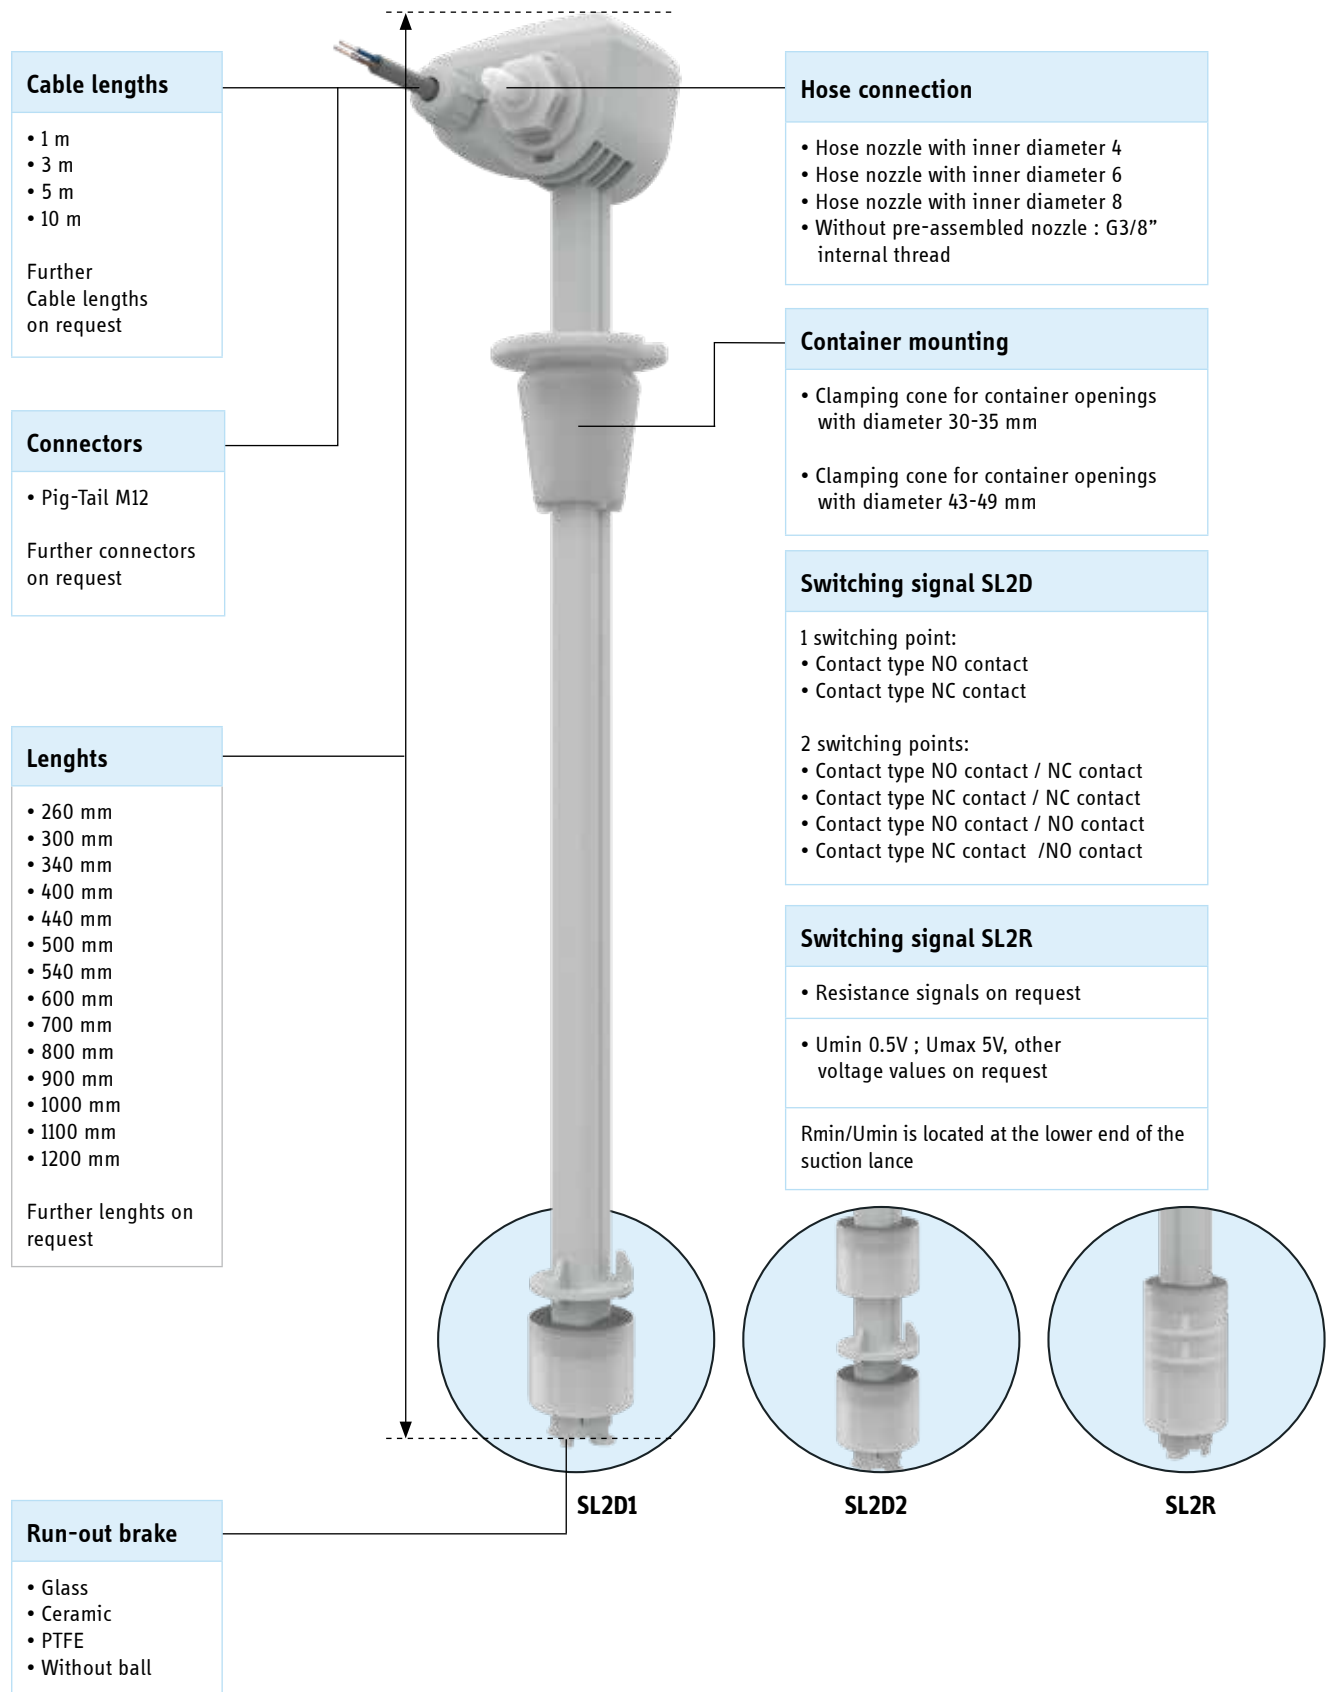 Cable lengths
• 1 m
• 3 m
• 5 m
• 10 m
Further
Cable lengths
on request
Connectors
• Pig-Tail M12
Further connectors
on request
Lenghts
• 260 mm
• 300 mm
• 340 mm
• 400 mm
• 440 mm
• 500 mm
• 540 mm
• 600 mm
• 700 mm
• 800 mm
• 900 mm
• 1000 mm
• 1100 mm
• 1200 mm
Further lenghts on
request
Run-out brake
• Glass
• Ceramic
• PTFE
• Without ball
Hose connection
• Hose nozzle with inner diameter 4
• Hose nozzle with inner diameter 6
• Hose nozzle with inner diameter 8
• Without pre-assembled nozzle : G3/8”
internal thread
Container mounting
• Clamping cone for container openings
with diameter 30-35 mm
• Clamping cone for container openings
with diameter 43-49 mm
Switching signal SL2D
1 switching point:
• Contact type NO contact
• Contact type NC contact
2 switching points:
• Contact type NO contact / NC contact
• Contact type NC contact / NC contact
• Contact type NO contact / NO contact
• Contact type NC contact  /NO contact
Switching signal SL2R
• Resistance signals on request
• Umin 0.5V ; Umax 5V, other
voltage values on request
Rmin/Umin is located at the lower end of the
suction lance
SL2D1
SL2D2
SL2R